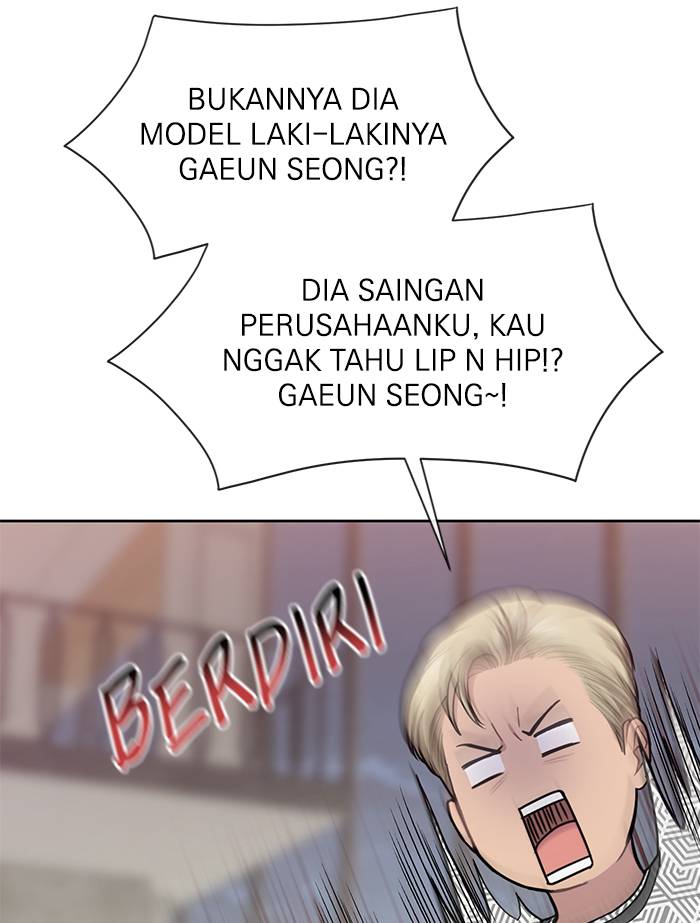 BUKANNYA DIA
MODEL LAKI-LAKINYA
GAEUN SEONG?!
DIA SAINGAN
PERUSAHAANKU, KAU
NGGAK TAHU LIP N HIP!?
GAEUN SEONG~!
BERDIRI